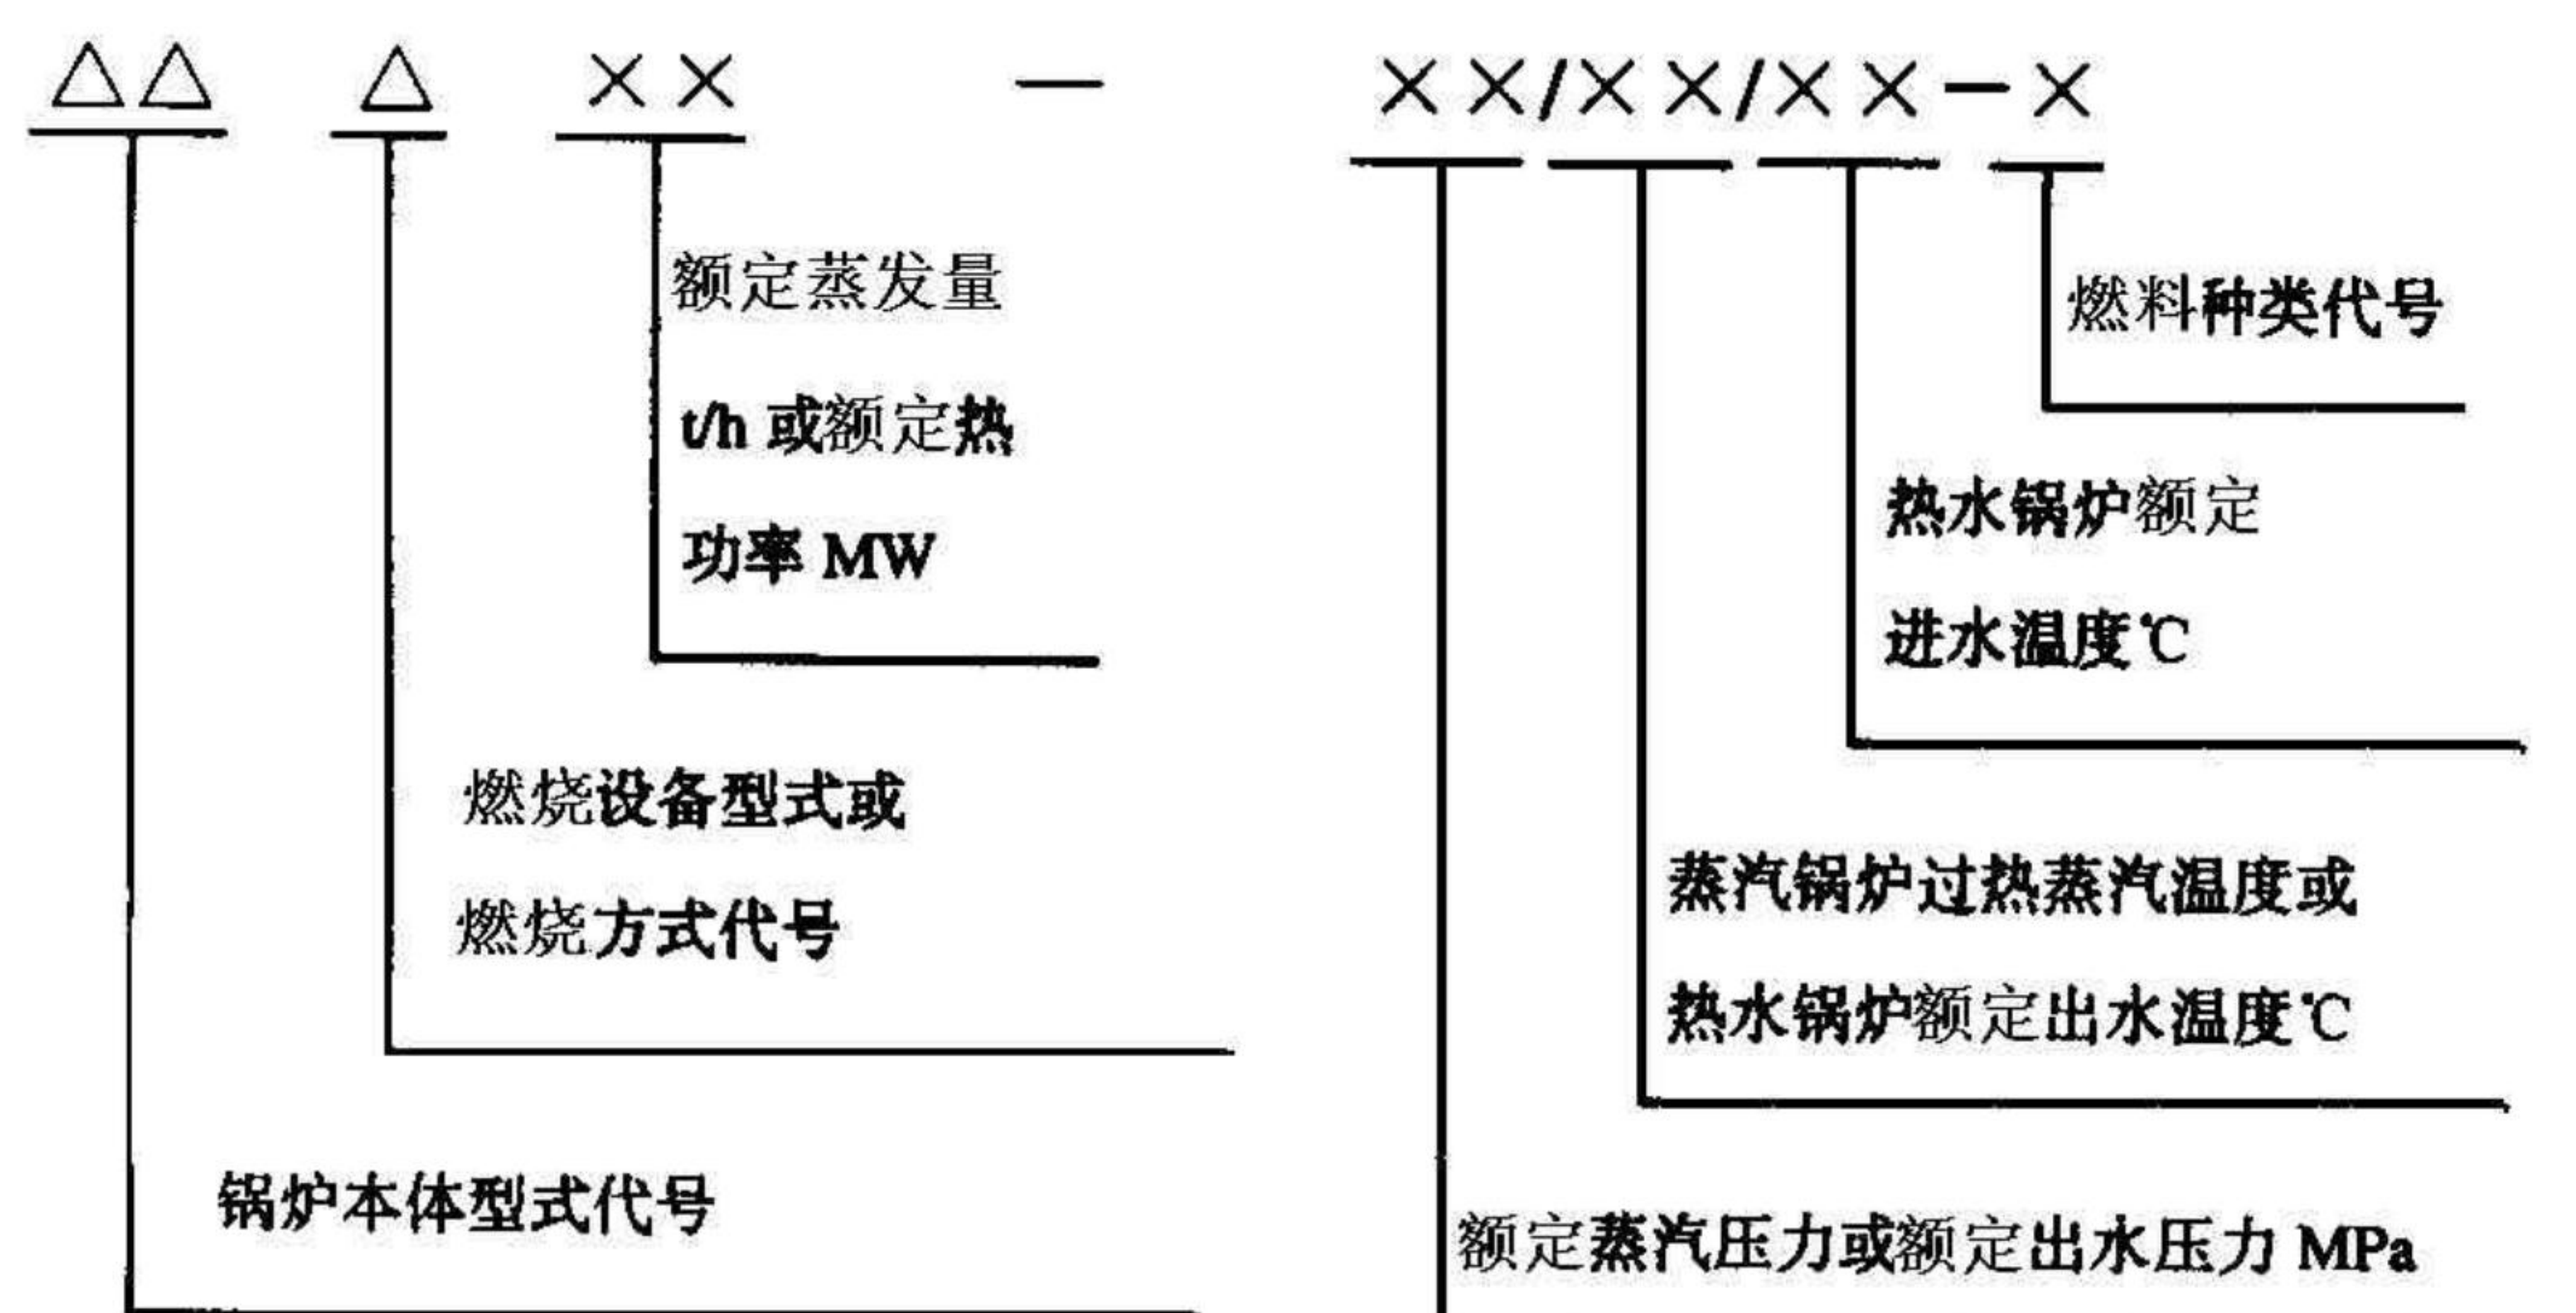 △△ △ ×× — ××/××/××-×
额定蒸发量
t/h 或额定热
功率 MW
燃烧设备型式或
燃烧方式代号
锅炉本体型式代号
燃料种类代号
热水锅炉额定
进水温度℃
蒸汽锅炉过热蒸汽温度或
热水锅炉额定出水温度℃
额定蒸汽压力或额定出水压力 MPa